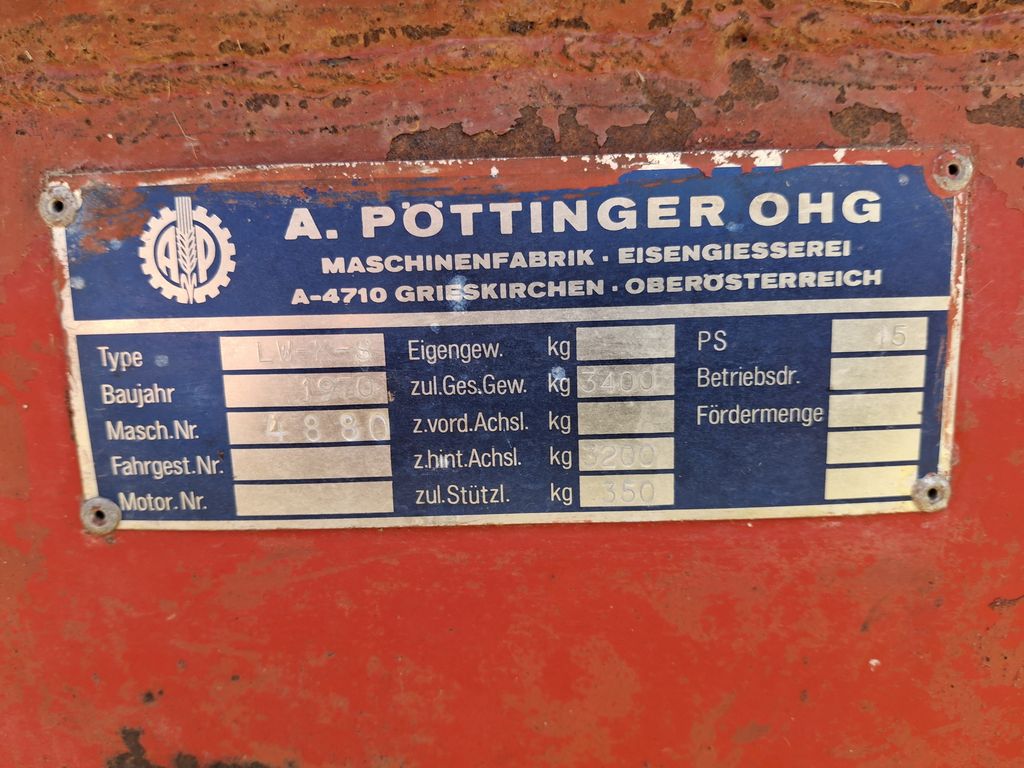 A. PÖTTINGER OHG
MASCHINENFABRIK · EISENGIESSEREI
A-4710 GRIESKIRCHEN · OBERÖSTERREICH
AP
Type
Baujahr 1970
Masch.Nr. 4880
Fahrgest.Nr.
Motor.Nr.
Eigengew. kg
zul.Ges.Gew. kg 3400
z.vord.Achsl. kg
z.hint.Achsl. kg 3200
zul.Stützl. kg 350
PS 15
Betriebsdr.
Fördermenge